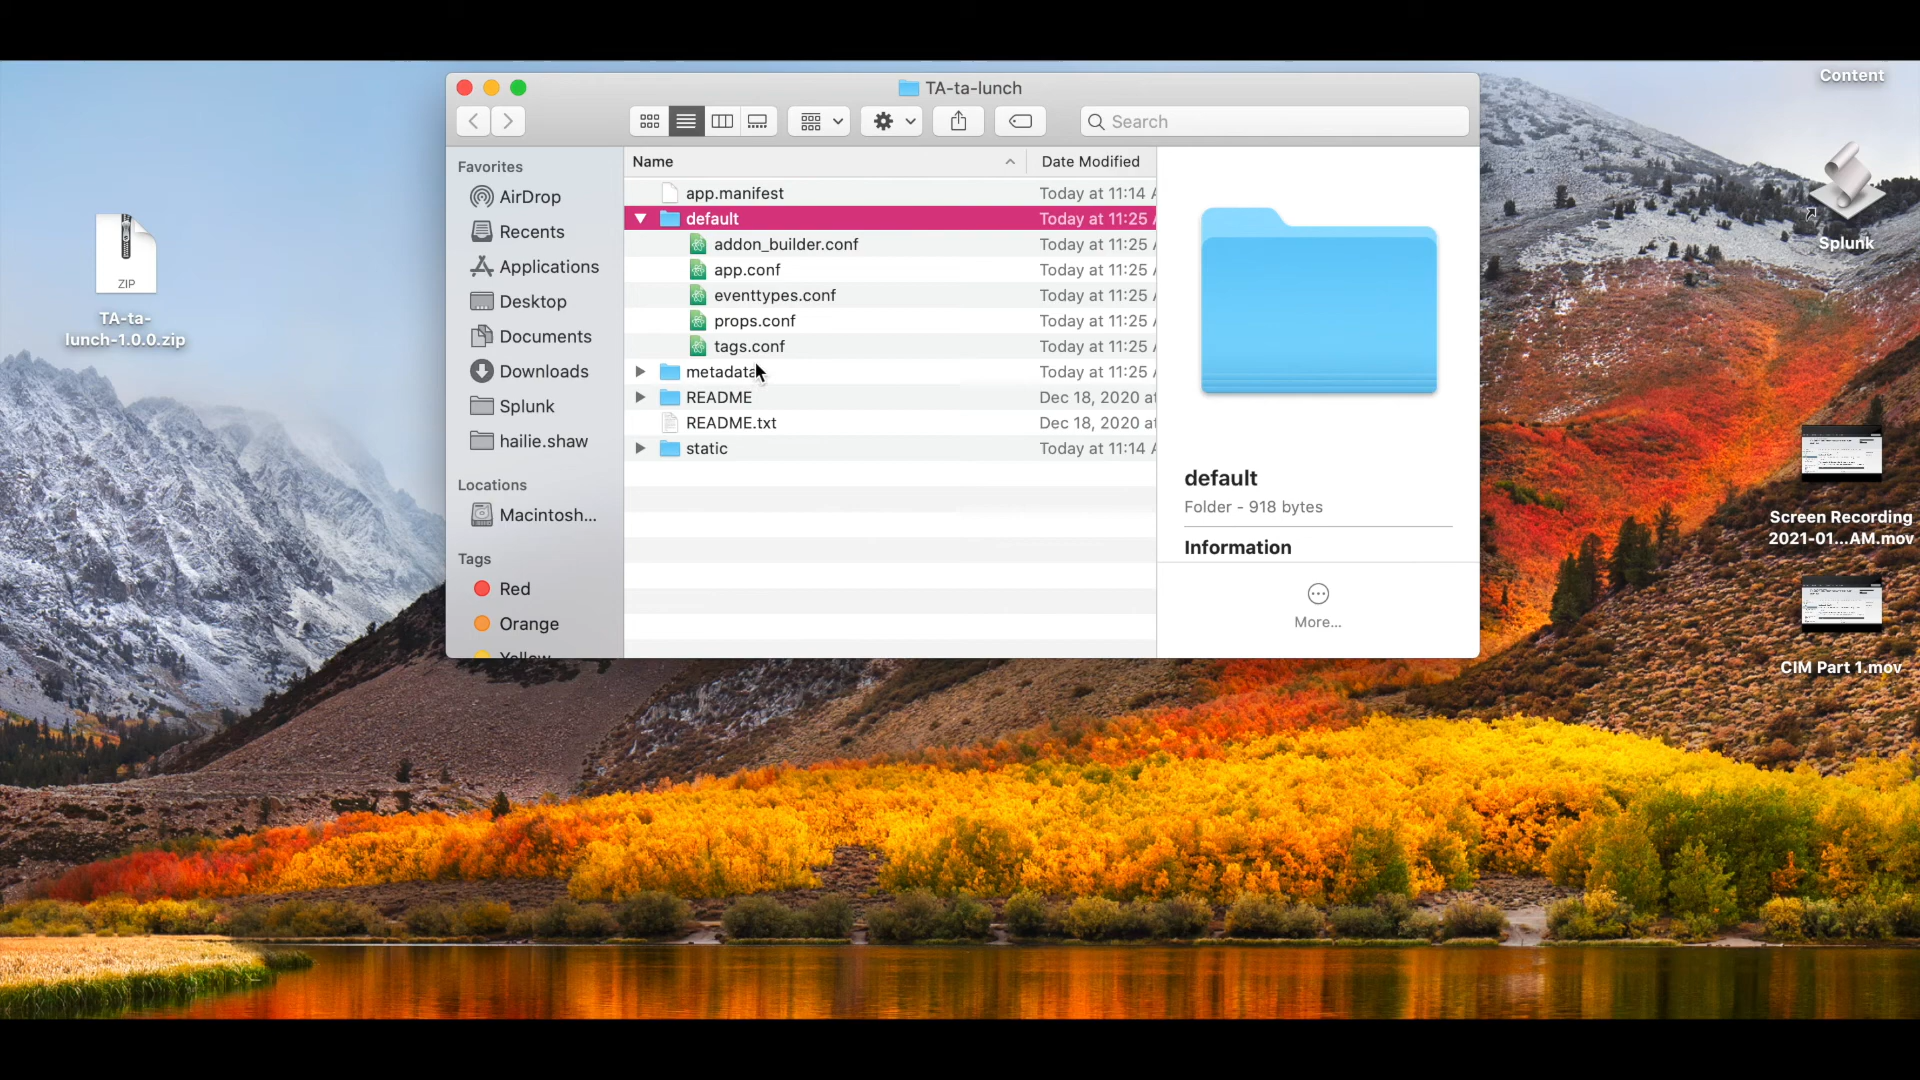 TA-ta-lunch
Search
Favorites
AirDrop
Recents
Applications
Desktop
Documents
Downloads
Splunk
hailie.shaw
Locations
Macintosh...
Tags
Red
Orange
Yellow
Name
Date Modified
app.manifest
Today at 11:14 A
default
Today at 11:25 A
addon_builder.conf
Today at 11:25 A
app.conf
Today at 11:25 A
eventtypes.conf
Today at 11:25 A
props.conf
Today at 11:25 A
tags.conf
Today at 11:25 A
metadata
Today at 11:25 A
README
Dec 18, 2020 at
README.txt
Dec 18, 2020 at
static
Today at 11:14 A
default
Folder - 918 bytes
Information
More...
ZIP
TA-ta-
lunch-1.0.0.zip
Content
Splunk
Screen Recording
2021-01...AM.mov
CIM Part 1.mov